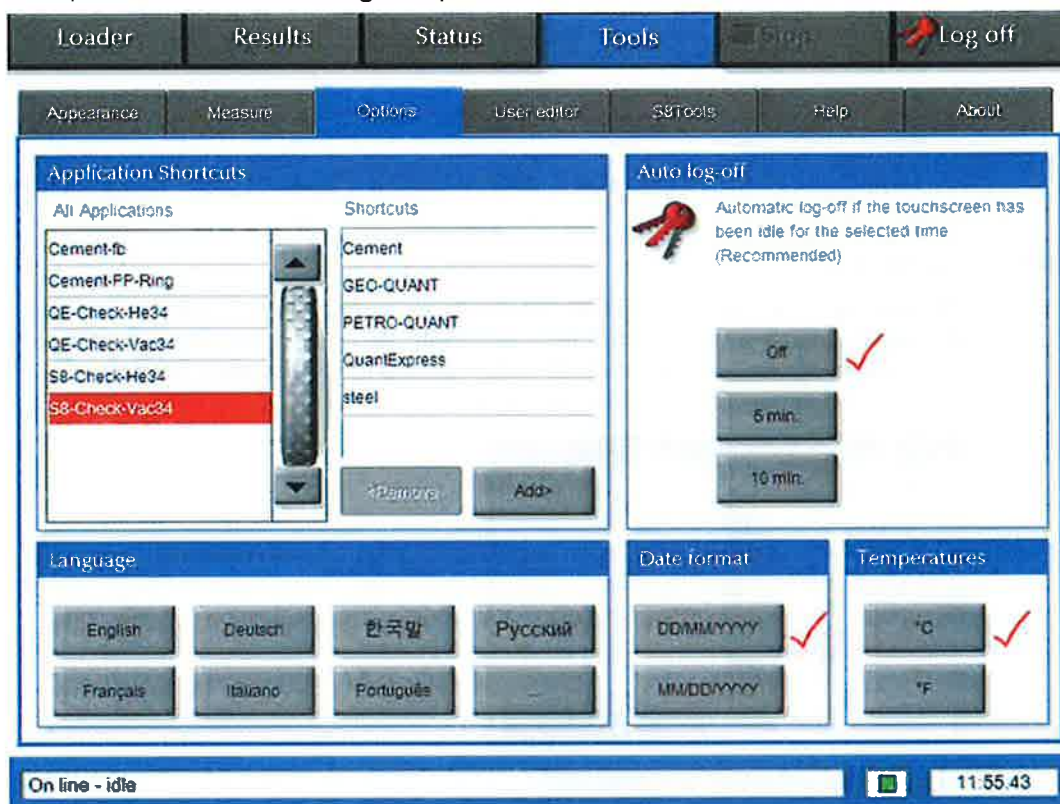 Loader Results Status Tools Stop Log off
Appearance Measure Options User editor S8Tools Help About
Application Shortcuts
All Applications
Cement-fb
Cement-PP-Ring
QE-Check-He34
QE-Check-Vac34
S8-Check-He34
S8-Check-Vac34
Shortcuts
Cement
GEO-QUANT
PETRO-QUANT
QuantExpress
steel
<Remove Add>
Auto log-off
Automatic log-off if the touchscreen has
been idle for the selected time
(Recommended)
Off
5 min.
10 min.
Language
English Deutsch 한국말 Русский
Français Italiano Português ...
Date format
DD/MM/YYYY
MM/DD/YYYY
Temperatures
°C
°F
On line - idle 11:55:43